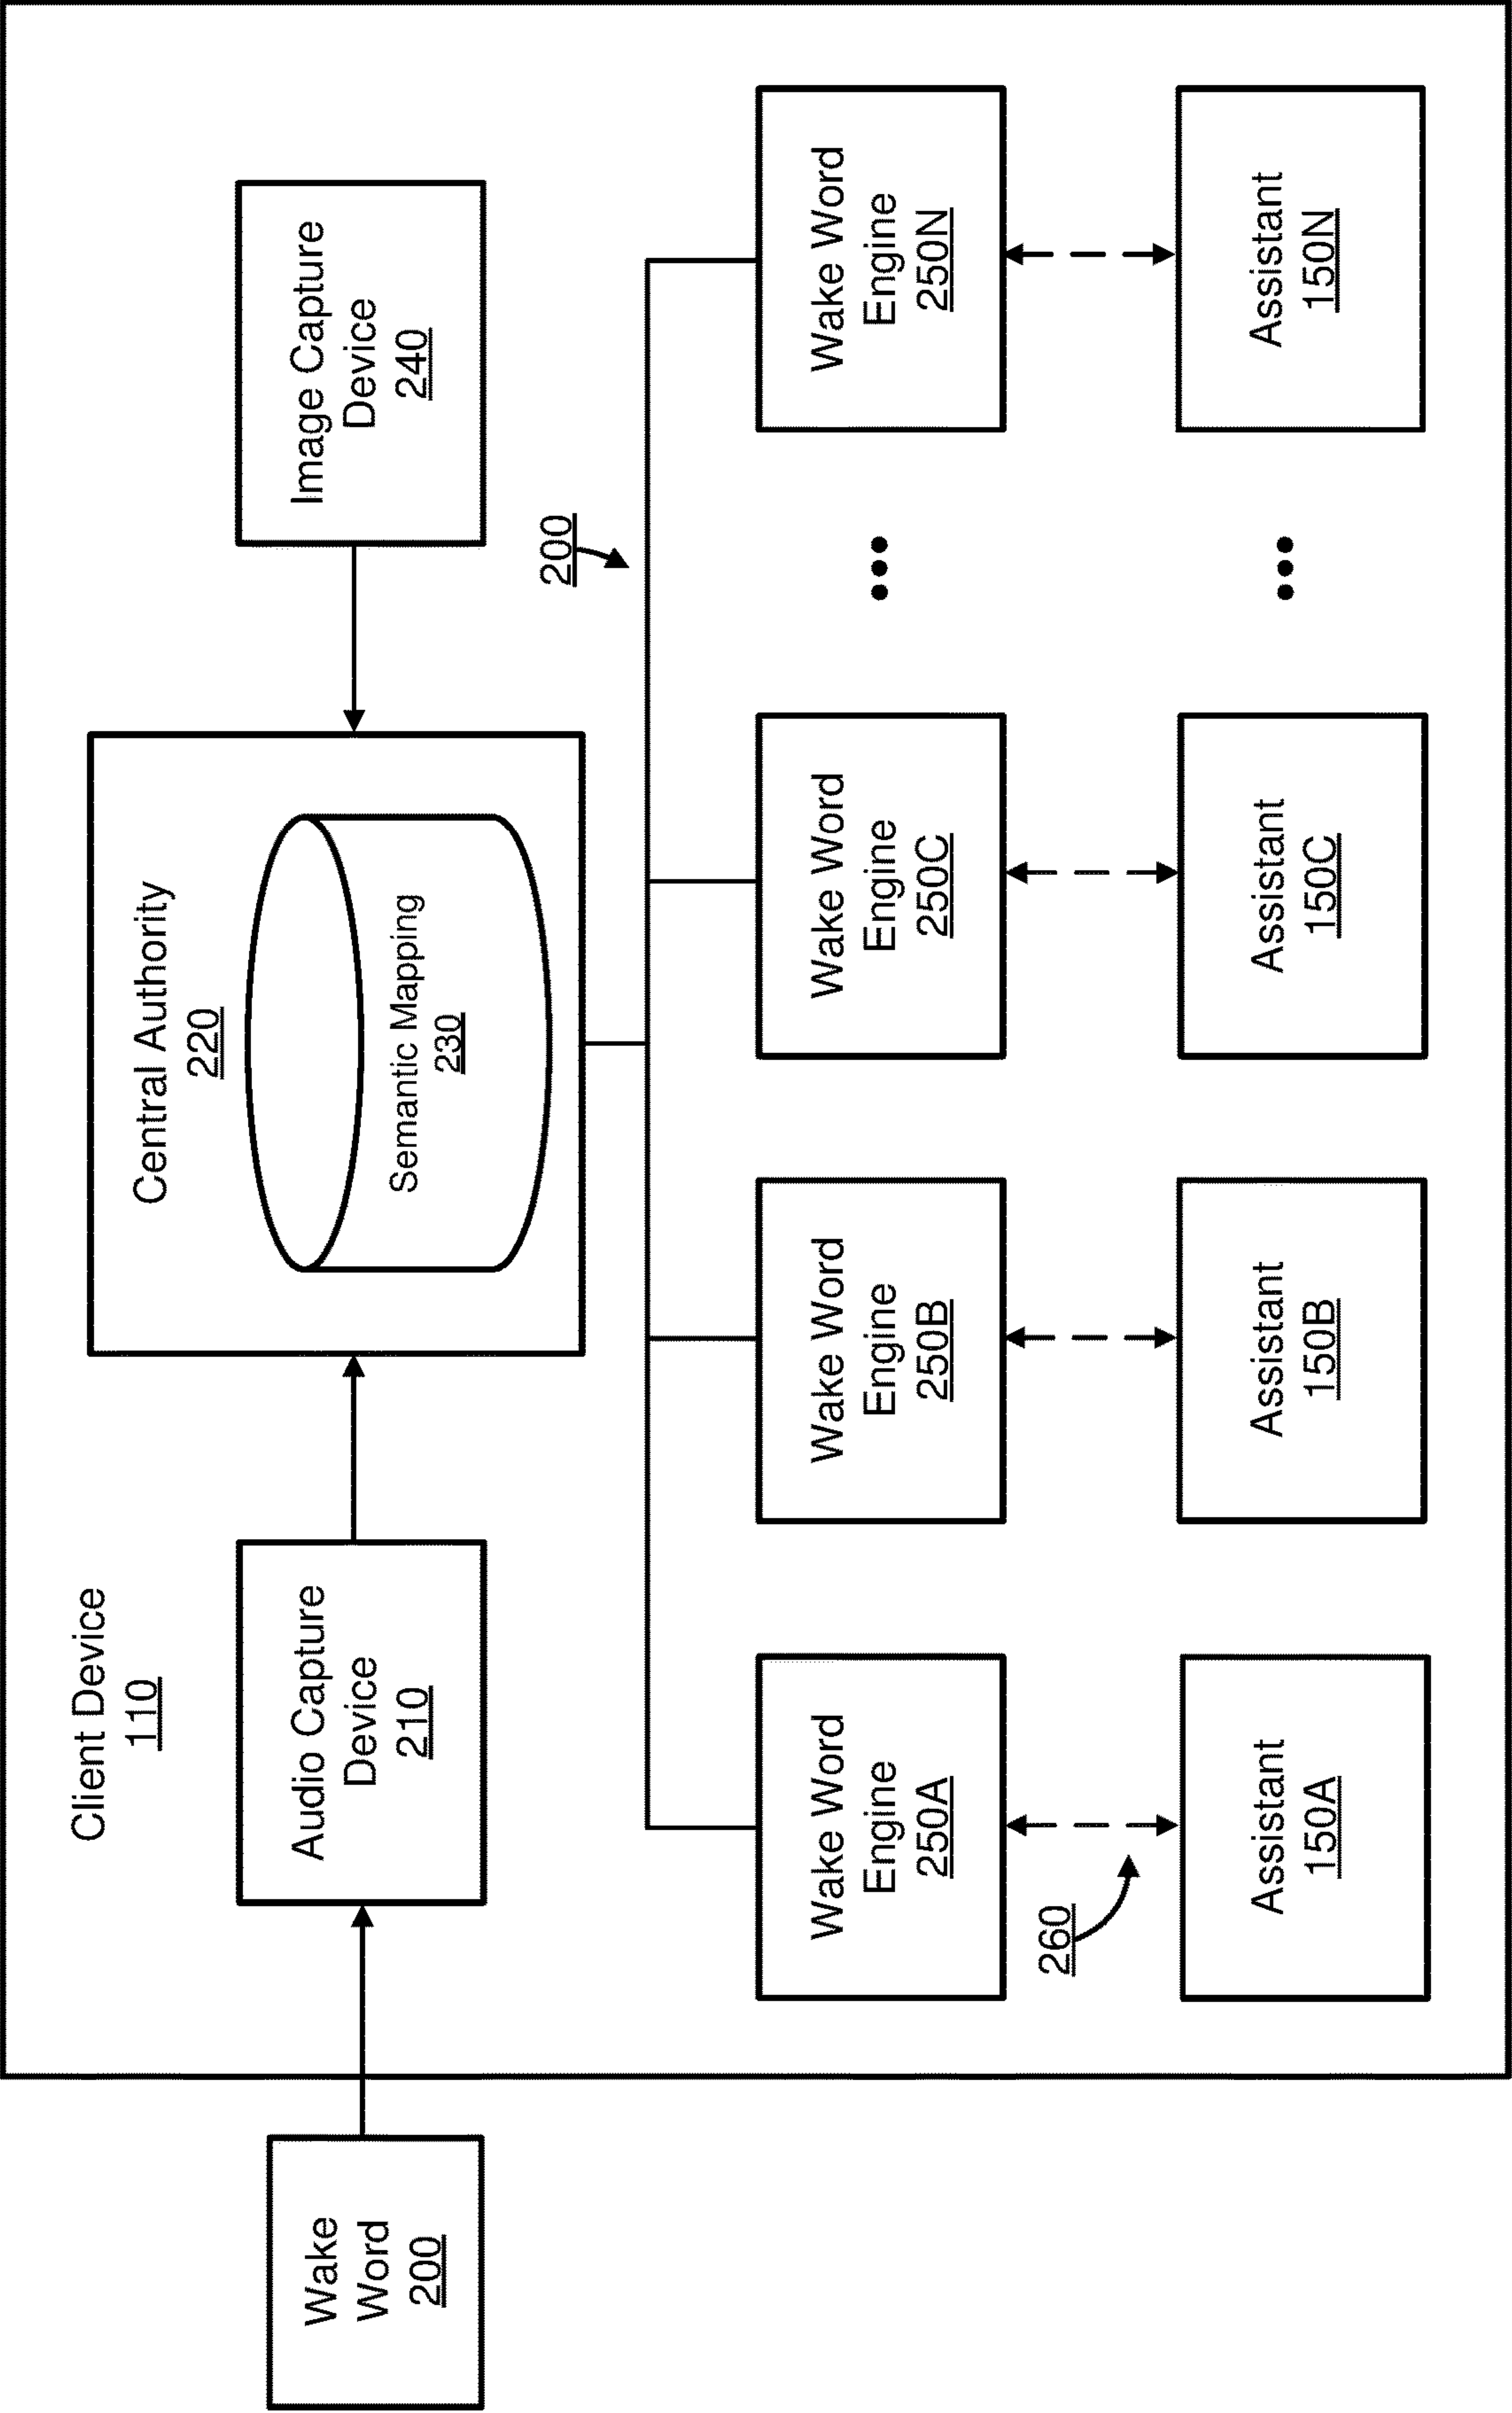 Client Device
110
Wake
Word
200
Audio Capture
Device
210
Central Authority
220
Semantic Mapping
230
Image Capture
Device
240
200
Wake Word
Engine
250A
Wake Word
Engine
250B
Wake Word
Engine
250C
•••
Wake Word
Engine
250N
260
Assistant
150A
Assistant
150B
Assistant
150C
•••
Assistant
150N